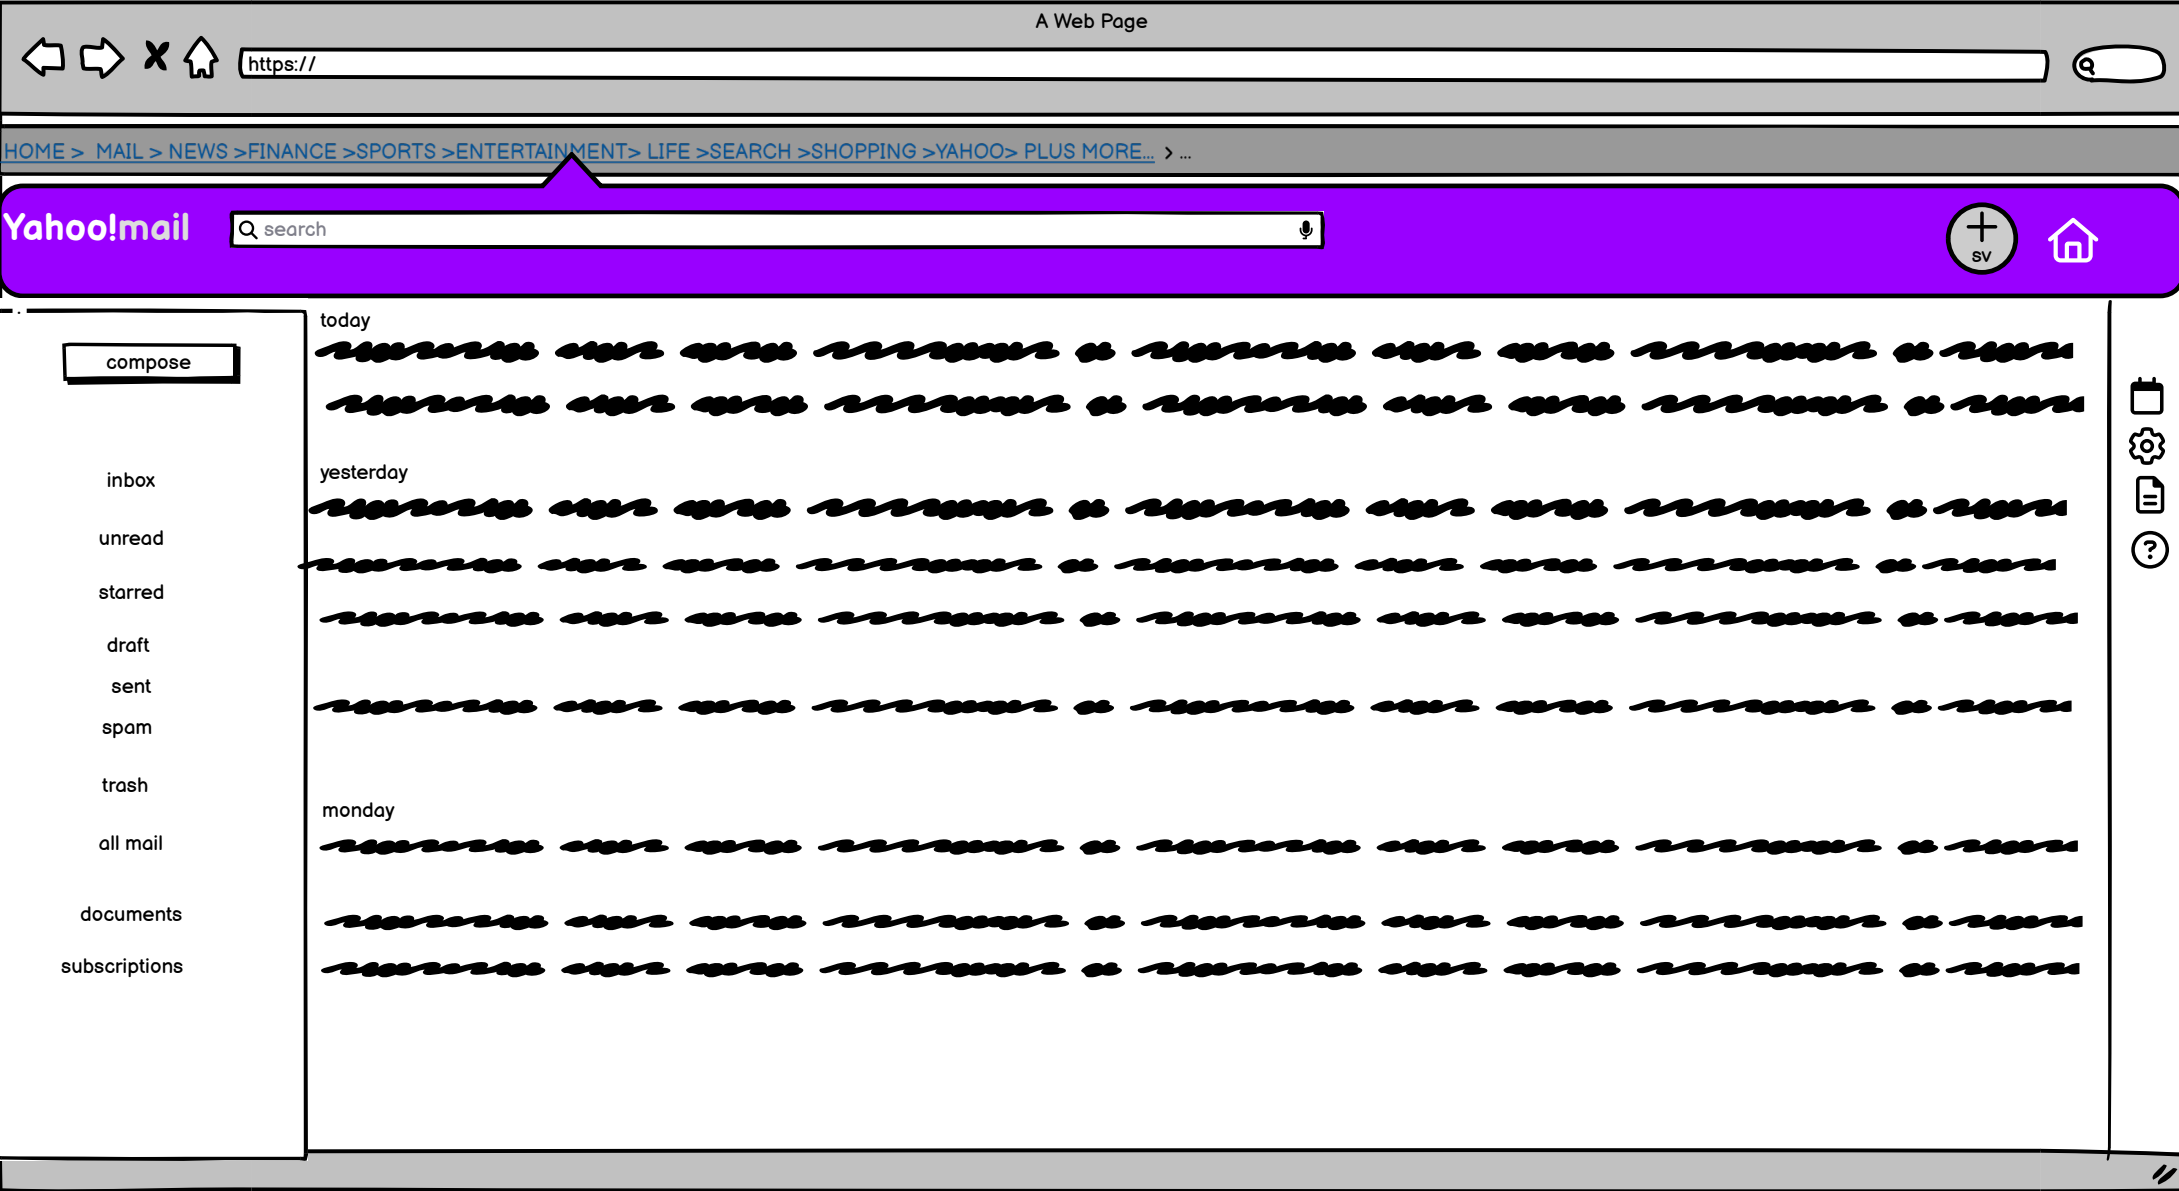 A Web Page
https://
HOME > MAIL > NEWS >FINANCE >SPORTS >ENTERTAINMENT> LIFE >SEARCH >SHOPPING >YAHOO> PLUS MORE... > ...
Yahoo!mail
search
sv
compose
inbox
unread
starred
draft
sent
spam
trash
all mail
documents
subscriptions
today
yesterday
monday